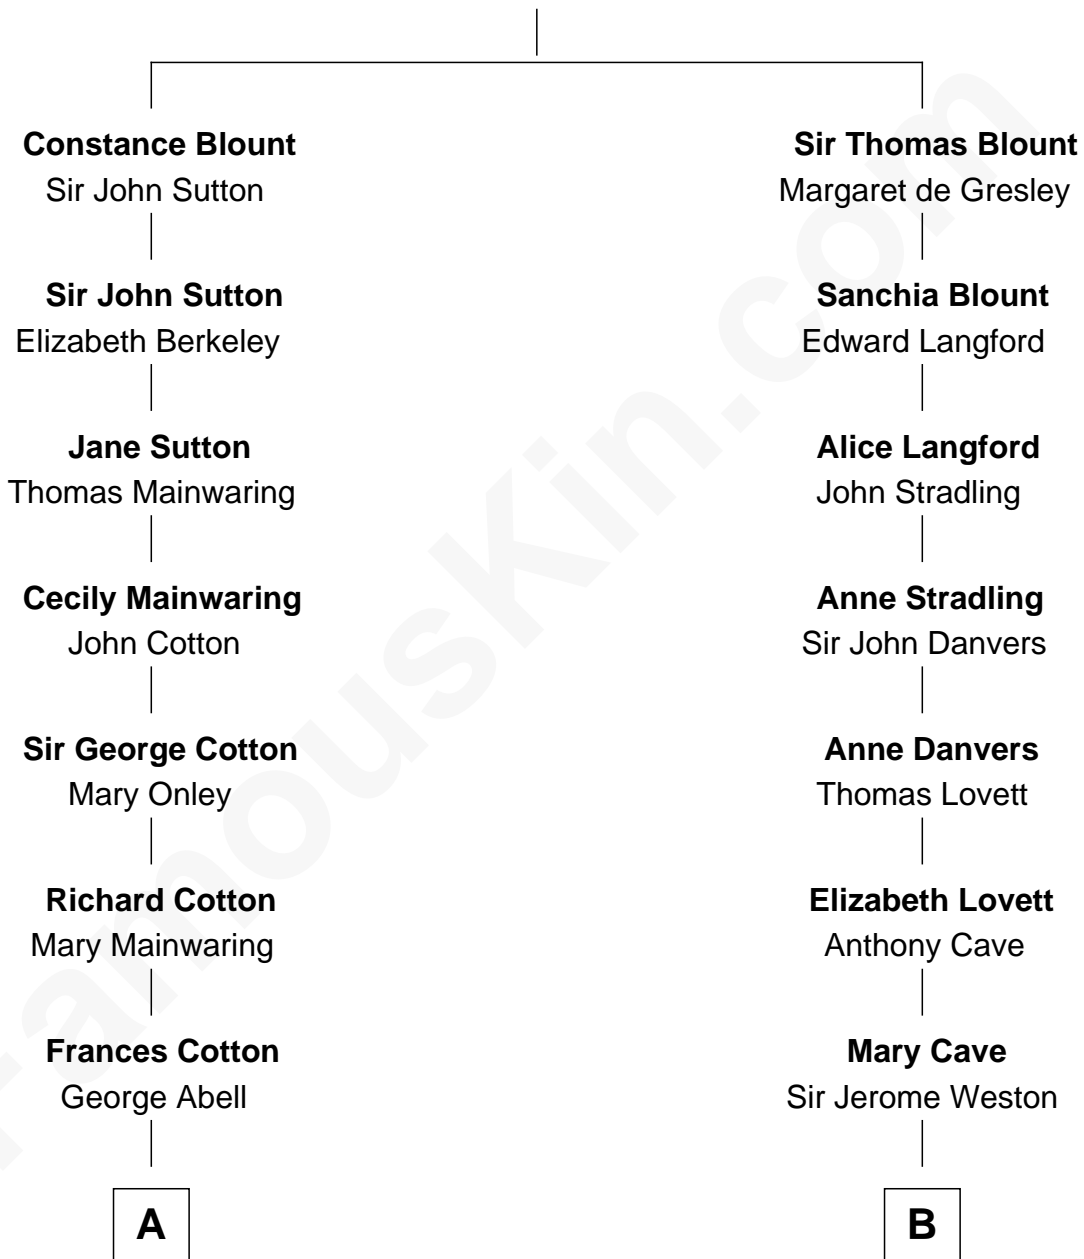 Constance Blount
Sir John Sutton
Sir John Sutton
Elizabeth Berkeley
Jane Sutton
Thomas Mainwaring
Cecily Mainwaring
John Cotton
Sir George Cotton
Mary Onley
Richard Cotton
Mary Mainwaring
Frances Cotton
George Abell
A
Sir Thomas Blount
Margaret de Gresley
Sanchia Blount
Edward Langford
Alice Langford
John Stradling
Anne Stradling
Sir John Danvers
Anne Danvers
Thomas Lovett
Elizabeth Lovett
Anthony Cave
Mary Cave
Sir Jerome Weston
B
FamousKin.com